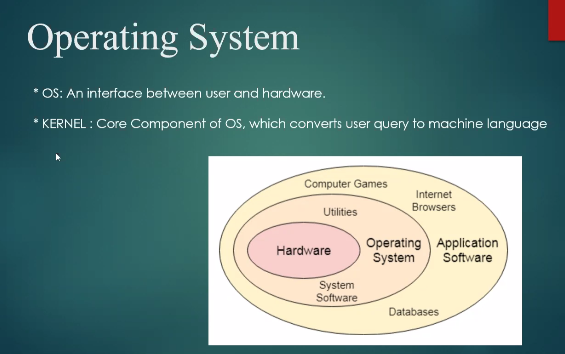 Operating System
* OS: An interface between user and hardware.
* KERNEL : Core Component of OS, which converts user query to machine language
Computer Games
Internet
Browsers
Utilities
Hardware
Operating
System
Application
Software
System
Software
Databases